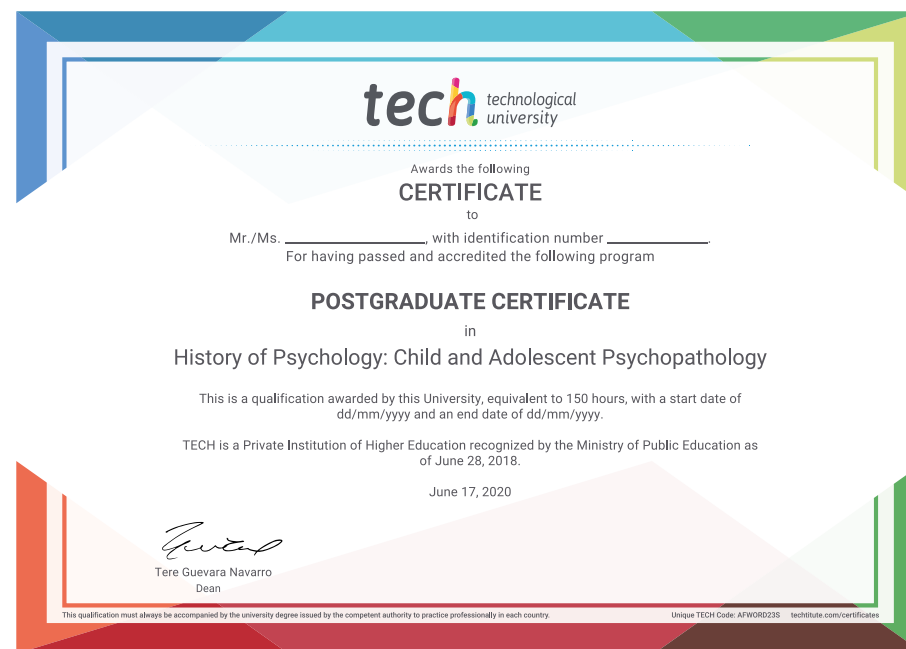 tech technological
university
Awards the following
CERTIFICATE
to
Mr./Ms. ____________________, with identification number ______________.
For having passed and accredited the following program
POSTGRADUATE CERTIFICATE
in
History of Psychology: Child and Adolescent Psychopathology
This is a qualification awarded by this University, equivalent to 150 hours, with a start date of
dd/mm/yyyy and an end date of dd/mm/yyyy.
TECH is a Private Institution of Higher Education recognized by the Ministry of Public Education as
of June 28, 2018.
June 17, 2020
Tere Guevara Navarro
Dean
This qualification must always be accompanied by the university degree issued by the competent authority to practice professionally in each country.
Unique TECH Code: AFWORD23S techtitute.com/certificates